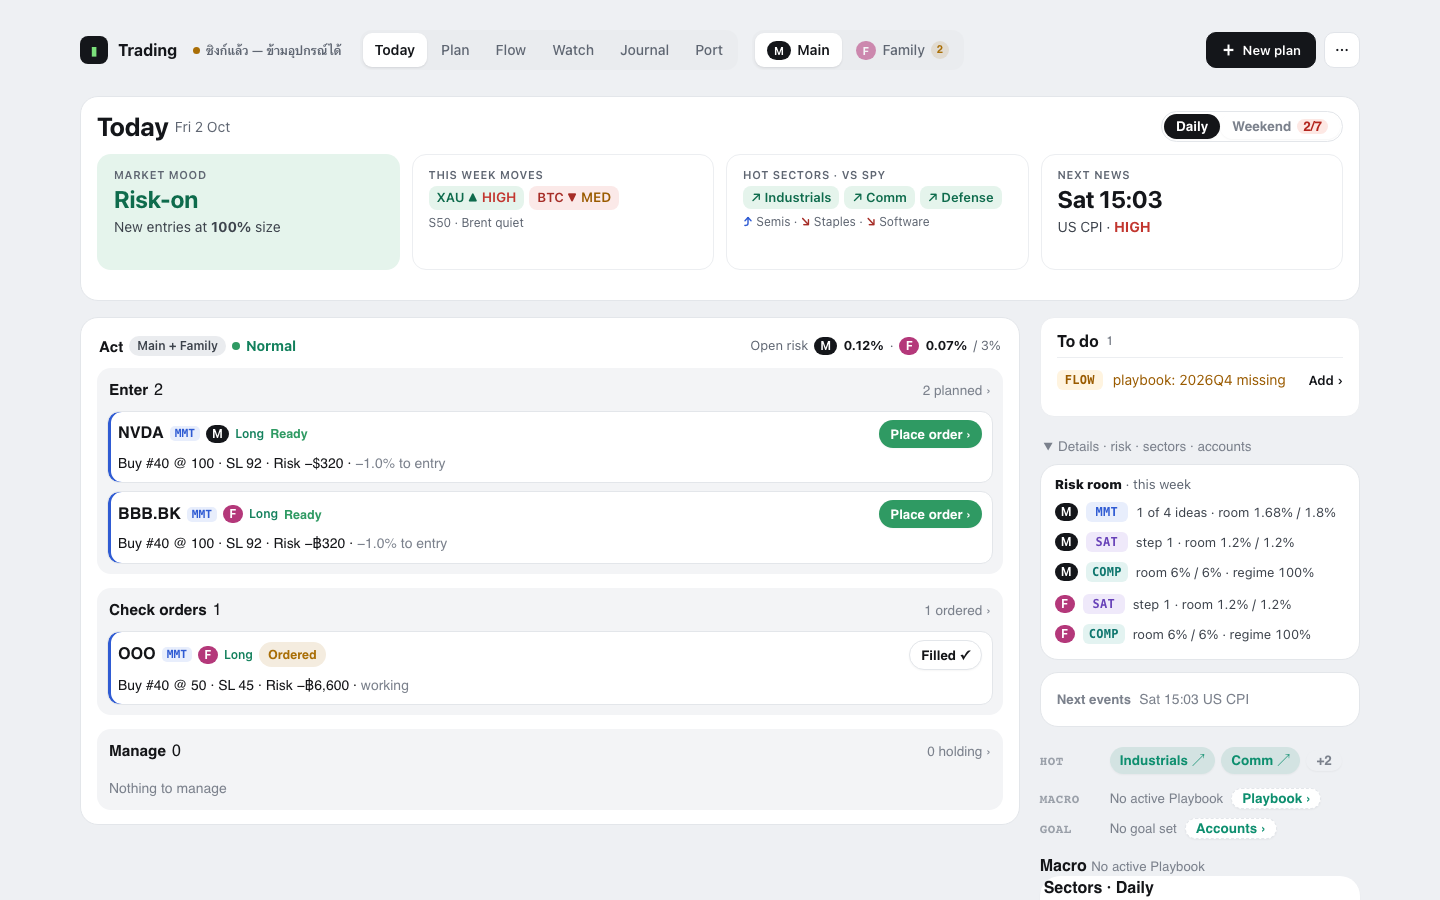 Trading
ซิงก์แล้ว — ข้ามอุปกรณ์ได้
Today Plan Flow Watch Journal Port
M Main F Family 2
+ New plan
···
Today Fri 2 Oct
Daily Weekend 2/7
MARKET MOOD
Risk-on
New entries at 100% size
THIS WEEK MOVES
XAU ▲ HIGH BTC ▼ MED
S50 · Brent quiet
HOT SECTORS · VS SPY
↗ Industrials ↗ Comm ↗ Defense
⤴ Semis · ↘ Staples · ↘ Software
NEXT NEWS
Sat 15:03
US CPI · HIGH
Act Main + Family ● Normal
Open risk M 0.12% · F 0.07% / 3%
Enter 2
2 planned ›
NVDA MMT M Long Ready
Place order ›
Buy #40 @ 100 · SL 92 · Risk −$320 · −1.0% to entry
BBB.BK MMT F Long Ready
Place order ›
Buy #40 @ 100 · SL 92 · Risk −฿320 · −1.0% to entry
Check orders 1
1 ordered ›
OOO MMT F Long Ordered
Filled ✓
Buy #40 @ 50 · SL 45 · Risk −฿6,600 · working
Manage 0
0 holding ›
Nothing to manage
To do 1
FLOW playbook: 2026Q4 missing Add ›
▼ Details · risk · sectors · accounts
Risk room · this week
M MMT 1 of 4 ideas · room 1.68% / 1.8%
M SAT step 1 · room 1.2% / 1.2%
M COMP room 6% / 6% · regime 100%
F SAT step 1 · room 1.2% / 1.2%
F COMP room 6% / 6% · regime 100%
Next events Sat 15:03 US CPI
HOT Industrials ↗ Comm ↗ +2
MACRO No active Playbook Playbook ›
GOAL No goal set Accounts ›
Macro No active Playbook
Sectors · Daily